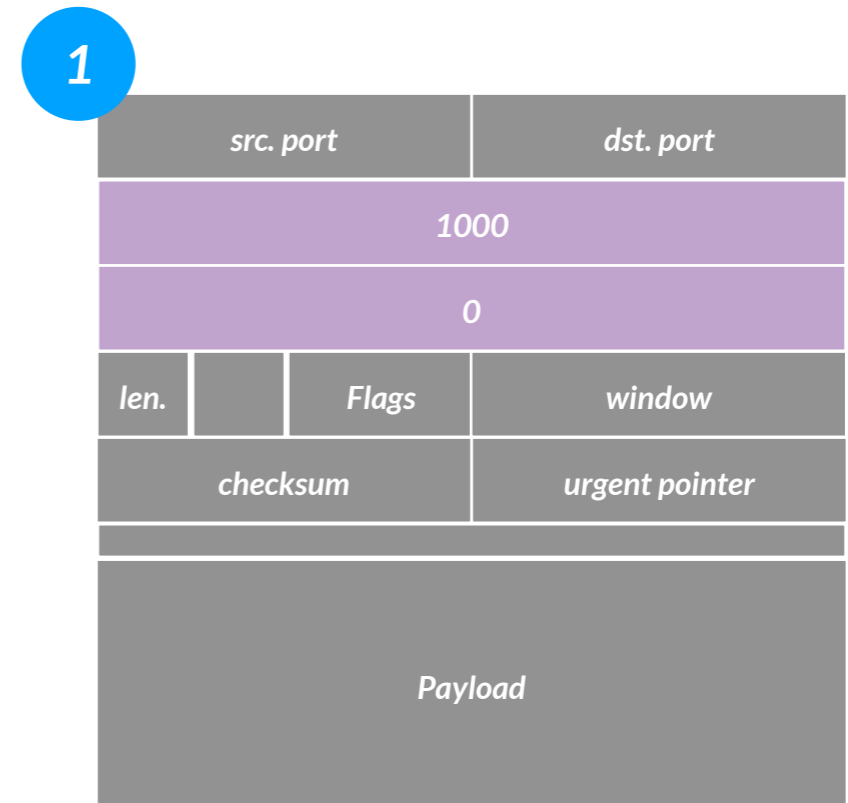 1
src. port dst. port
1000
0
len. Flags window
checksum urgent pointer
Payload